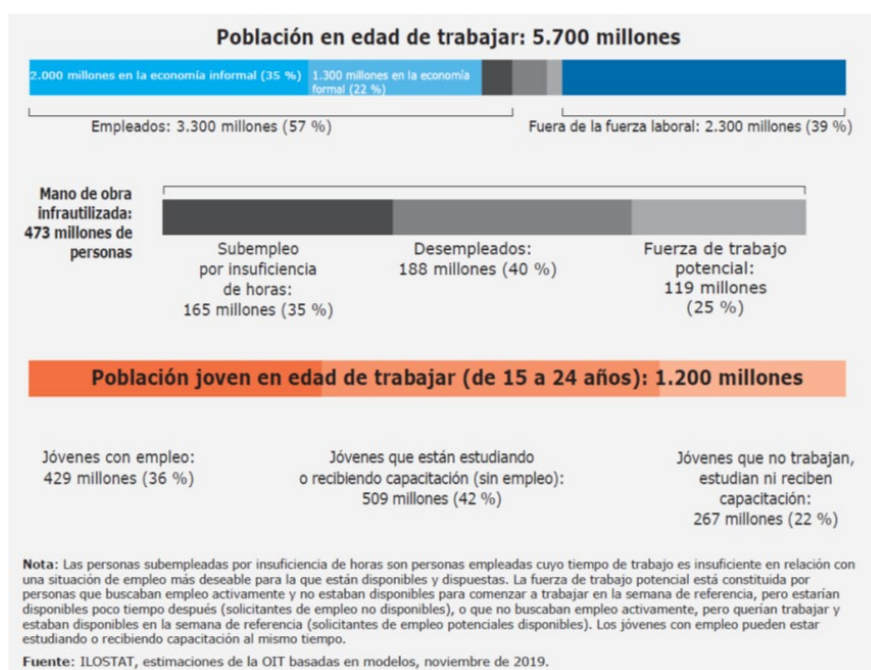 Población en edad de trabajar: 5.700 millones
2.000 millones en la economía informal (35 %)
1.300 millones en la economía
formal (22 %)
Empleados: 3.300 millones (57 %)
Fuera de la fuerza laboral: 2.300 millones (39 %)
Mano de obra
infrautilizada:
473 millones de
personas
Subempleo
por insuficiencia
de horas:
165 millones (35 %)
Desempleados:
188 millones (40 %)
Fuerza de trabajo
potencial:
119 millones
(25 %)
Población joven en edad de trabajar (de 15 a 24 años): 1.200 millones
Jóvenes con empleo:
429 millones (36 %)
Jóvenes que están estudiando
o recibiendo capacitación (sin empleo):
509 millones (42 %)
Jóvenes que no trabajan,
estudian ni reciben
capacitación:
267 millones (22 %)
Nota: Las personas subempleadas por insuficiencia de horas son personas empleadas cuyo tiempo de trabajo es insuficiente en relación con
una situación de empleo más deseable para la que están disponibles y dispuestas. La fuerza de trabajo potencial está constituida por
personas que buscaban empleo activamente y no estaban disponibles para comenzar a trabajar en la semana de referencia, pero estarían
disponibles poco tiempo después (solicitantes de empleo no disponibles), o que no buscaban empleo activamente, pero querían trabajar y
estaban disponibles en la semana de referencia (solicitantes de empleo potenciales disponibles). Los jóvenes con empleo pueden estar
estudiando o recibiendo capacitación al mismo tiempo.
Fuente: ILOSTAT, estimaciones de la OIT basadas en modelos, noviembre de 2019.